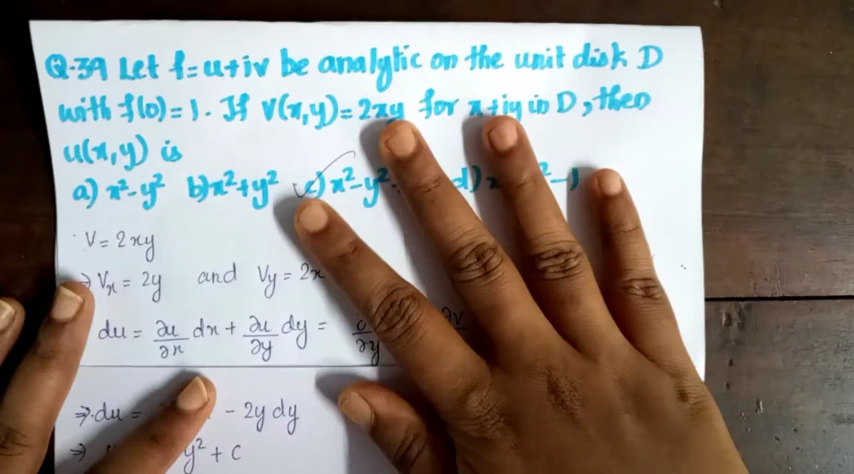 Q.39 Let f=u+iv be analytic on the unit disk D
with f(0)=1. If V(x,y)=2xy for x+iy in D, then
u(x,y) is
a) x²-y² b) x²+y² c) x²-y² d) ²-1
V=2xy
⇒ Vx = 2y and Vy = 2x
du = ∂u/∂x dx + ∂u/∂y dy = ∂y ∂v
⇒ du = - 2y dy
⇒ y² + c